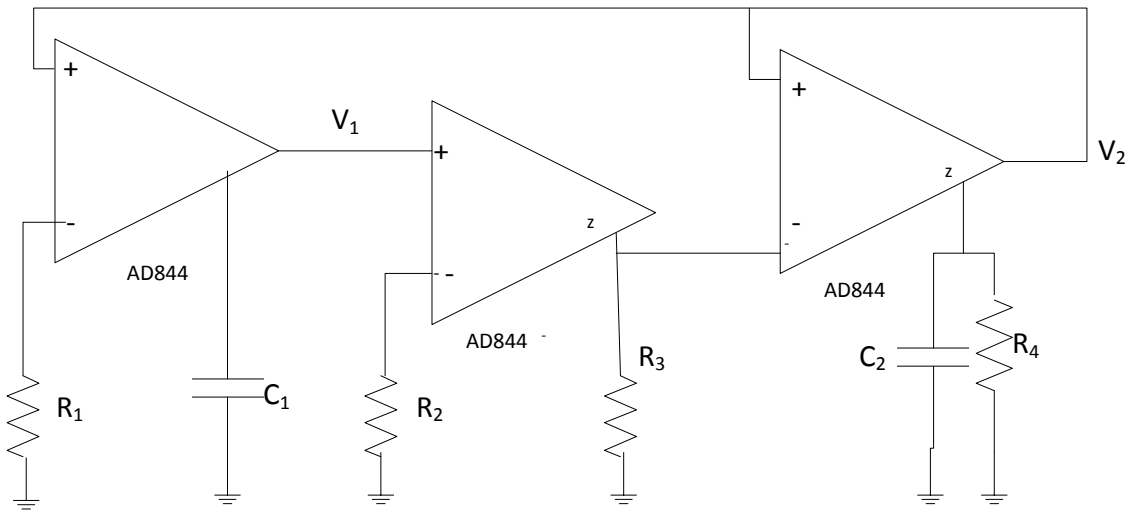 +
-
AD844
R₁
C₁
V₁
+
-
-
z
AD844 -
R₂
R₃
+
-
-
z
AD844
C₂
R₄
V₂